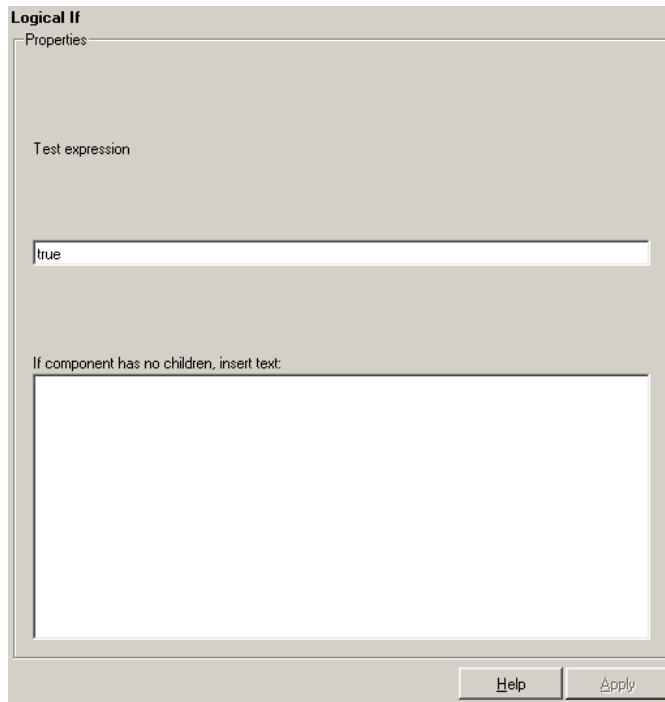 Logical If
Properties
Test expression
true
If component has no children, insert text:
Help
Apply